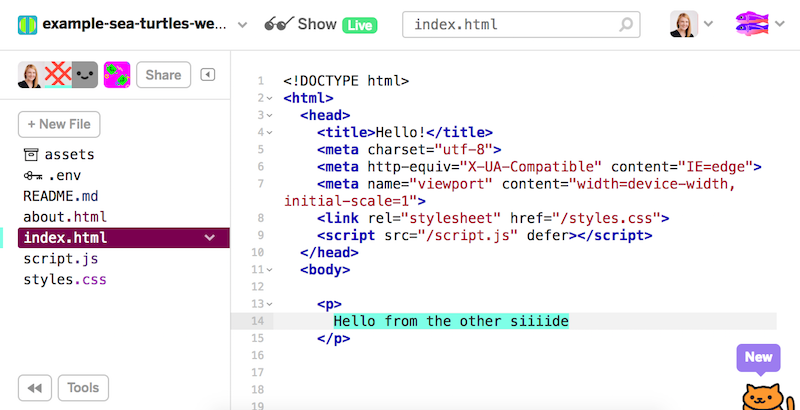 example-sea-turtles-we...
Show Live
index.html
Share
+ New File
assets
.env
README.md
about.html
index.html
script.js
styles.css
Tools
1 <!DOCTYPE html>
2 <html>
3 <head>
4 <title>Hello!</title>
5 <meta charset="utf-8">
6 <meta http-equiv="X-UA-Compatible" content="IE=edge">
7 <meta name="viewport" content="width=device-width,
initial-scale=1">
8 <link rel="stylesheet" href="/styles.css">
9 <script src="/script.js" defer></script>
10 </head>
11 <body>
12
13 <p>
14 Hello from the other siiiide
15 </p>
16
17
18
19
New